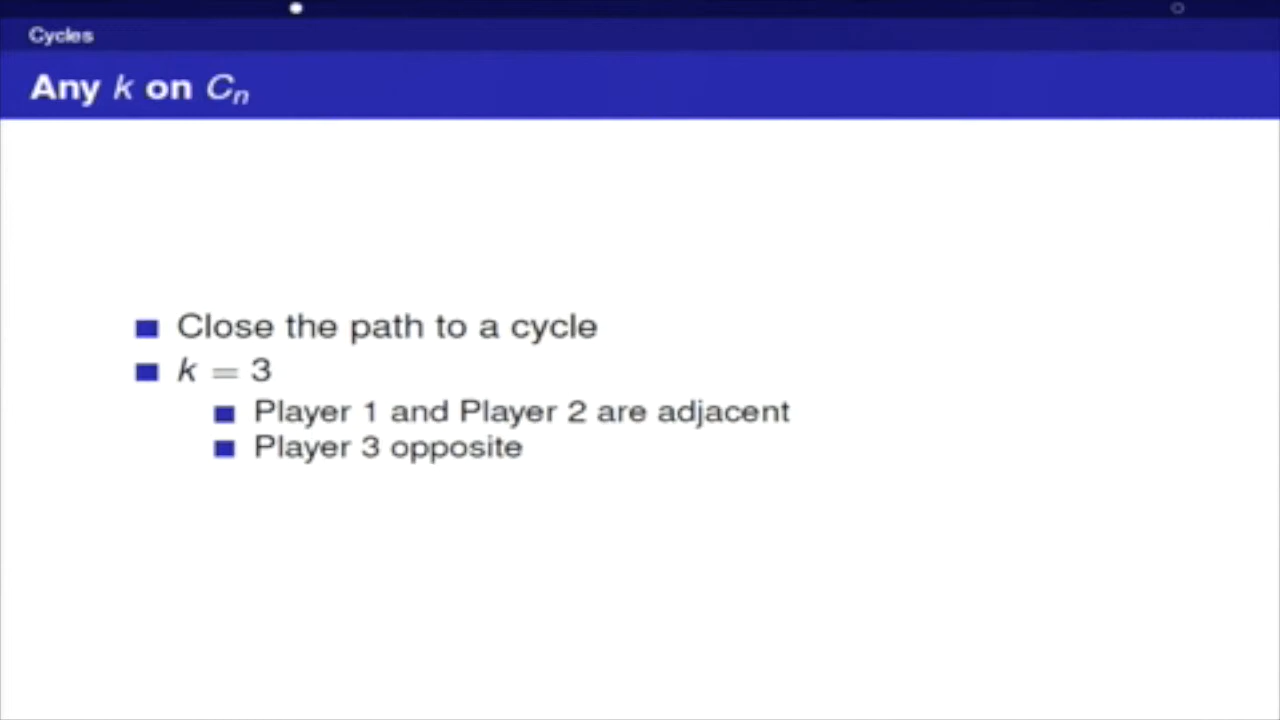 Cycles
Any k on Cn
Close the path to a cycle
k = 3
Player 1 and Player 2 are adjacent
Player 3 opposite